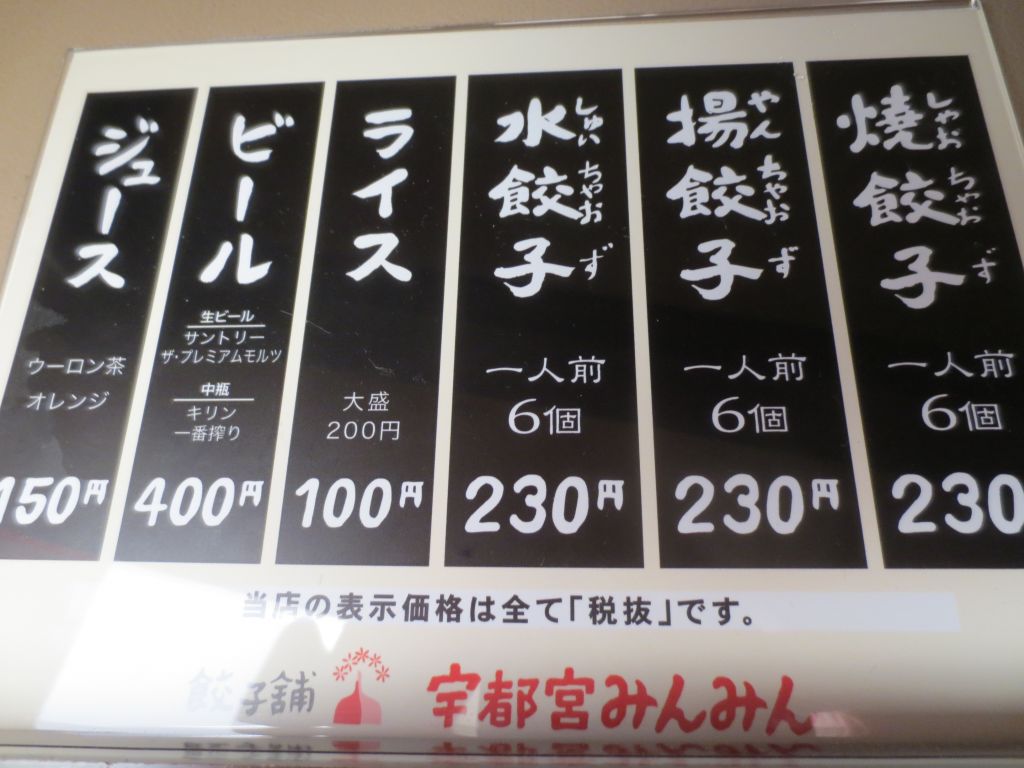 焼餃子
しゃおちゃおず
一人前
6個
230
揚餃子
やんちゃおず
一人前
6個
230円
水餃子
しゅいちゃおず
一人前
6個
230円
ライス
大盛
200円
100円
ビール
生ビール
サントリー
ザ・プレミアムモルツ
中瓶
キリン
一番搾り
400円
ジュース
ウーロン茶
オレンジ
150円
当店の表示価格は全て「税抜」です。
餃子舗 宇都宮みんみん